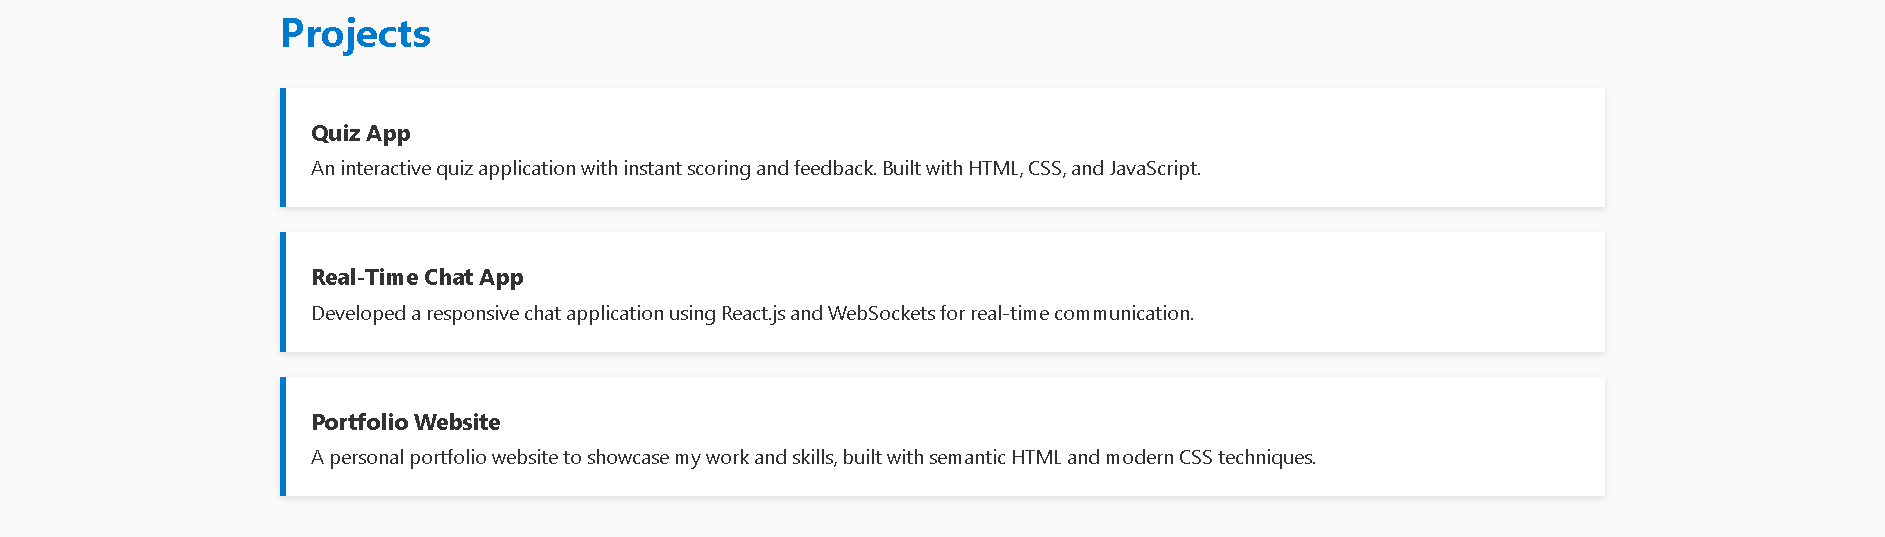 Projects
Quiz App
An interactive quiz application with instant scoring and feedback. Built with HTML, CSS, and JavaScript.
Real-Time Chat App
Developed a responsive chat application using React.js and WebSockets for real-time communication.
Portfolio Website
A personal portfolio website to showcase my work and skills, built with semantic HTML and modern CSS techniques.